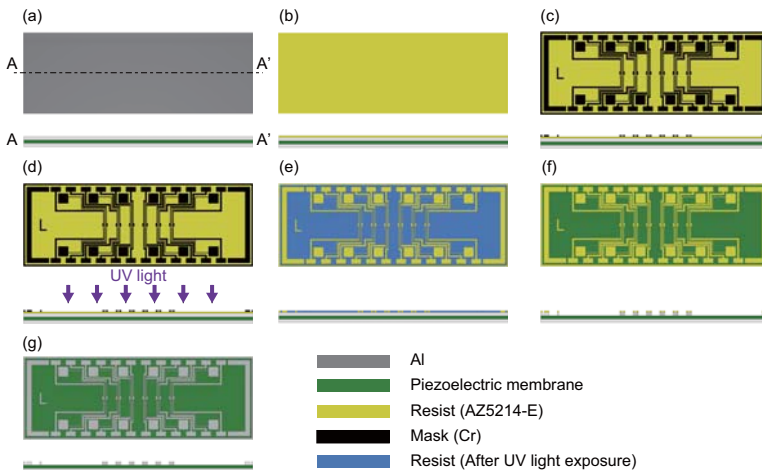 (a)
(b)
(c)
A
A'
A
A'
L
(d)
(e)
(f)
L
L
L
UV light
(g)
L
Al
Piezoelectric membrane
Resist (AZ5214-E)
Mask (Cr)
Resist (After UV light exposure)